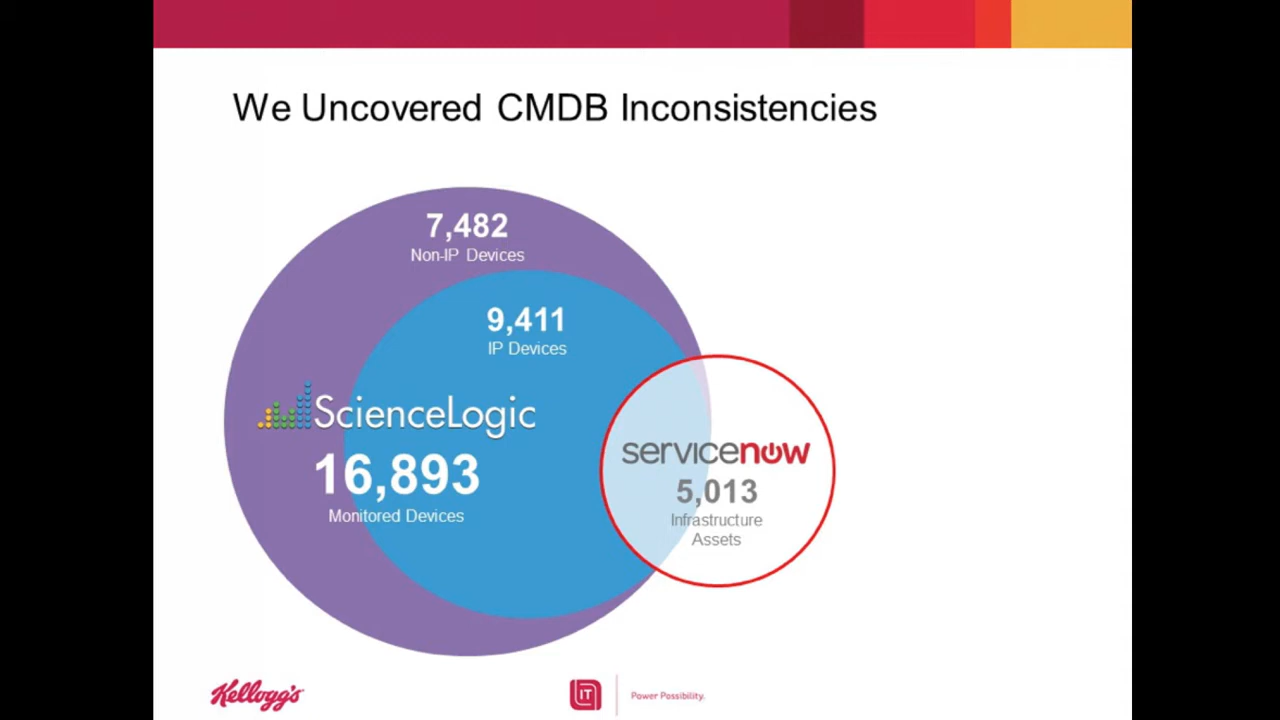 We Uncovered CMDB Inconsistencies
7,482
Non-IP Devices
9,411
IP Devices
ScienceLogic
16,893
Monitored Devices
servicenow
5,013
Infrastructure
Assets
Kellogg's
IT
Power Possibility.